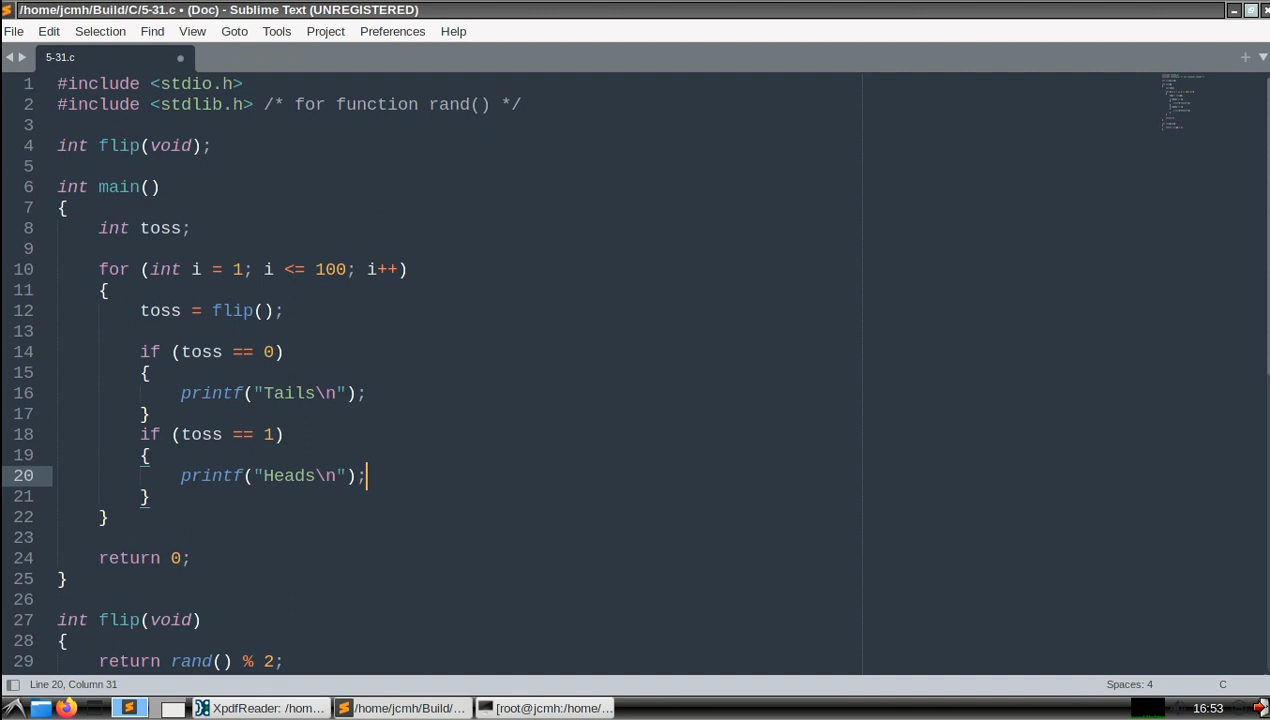 /home/jcmh/Build/C/5-31.c • (Doc) - Sublime Text (UNREGISTERED)
File Edit Selection Find View Goto Tools Project Preferences Help
5-31.c
1 #include <stdio.h>
2 #include <stdlib.h> /* for function rand() */
3
4 int flip(void);
5
6 int main()
7 {
8     int toss;
9
10     for (int i = 1; i <= 100; i++)
11     {
12         toss = flip();
13
14         if (toss == 0)
15         {
16             printf("Tails\n");
17         }
18         if (toss == 1)
19         {
20             printf("Heads\n");
21         }
22     }
23
24     return 0;
25 }
26
27 int flip(void)
28 {
29     return rand() % 2;
Line 20, Column 31 Spaces: 4 C
XpdfReader: /hom... /home/jcmh/Build/... [root@jcmh:/home/... 16:53